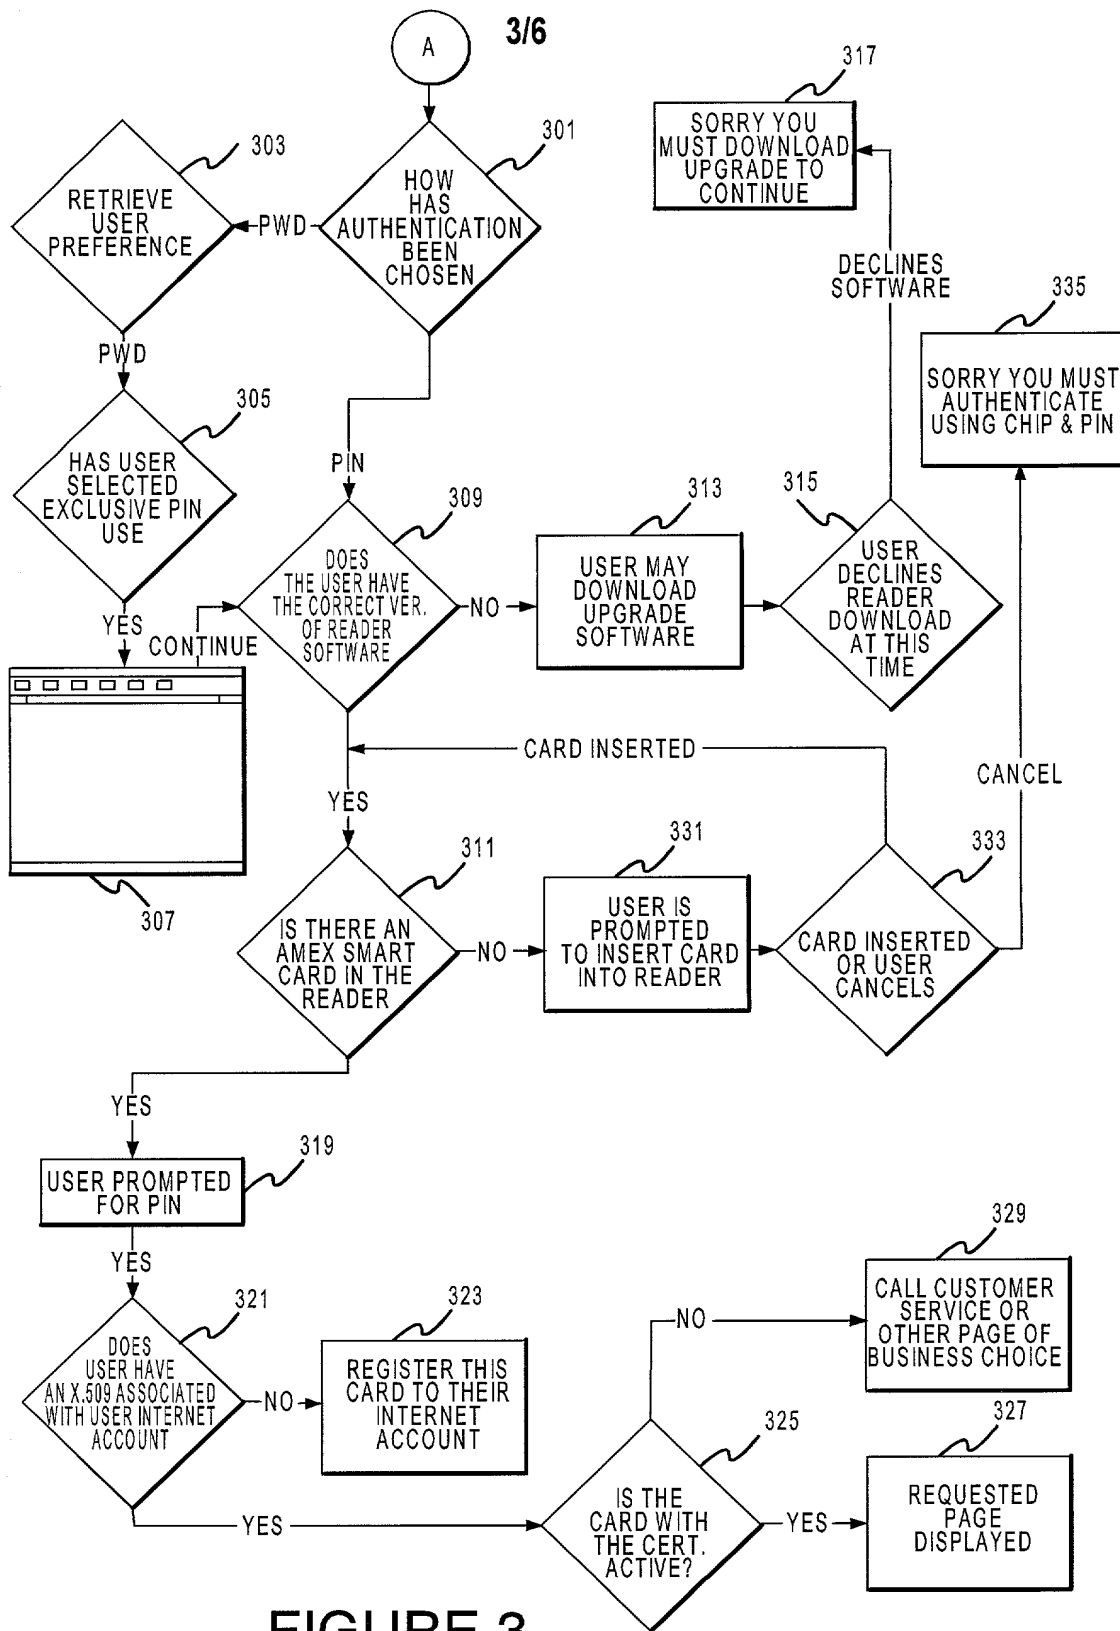 3/6
A
317
SORRY YOU
MUST DOWNLOAD
UPGRADE TO
CONTINUE
303
RETRIEVE
USER
PREFERENCE
PWD
301
HOW
HAS
AUTHENTICATION
BEEN
CHOSEN
DECLINES
SOFTWARE
335
SORRY YOU MUST
AUTHENTICATE
USING CHIP & PIN
PWD
305
HAS USER
SELECTED
EXCLUSIVE PIN
USE
PIN
309
DOES
THE USER HAVE
THE CORRECT VER.
OF READER
SOFTWARE
NO
313
USER MAY
DOWNLOAD
UPGRADE
SOFTWARE
315
USER
DECLINES
READER
DOWNLOAD
AT THIS
TIME
YES
CONTINUE
307
CARD INSERTED
CANCEL
YES
311
IS THERE AN
AMEX SMART
CARD IN THE
READER
NO
331
USER IS
PROMPTED
TO INSERT CARD
INTO READER
333
CARD INSERTED
OR USER
CANCELS
YES
319
USER PROMPTED
FOR PIN
YES
321
DOES
USER HAVE
AN X.509 ASSOCIATED
WITH USER INTERNET
ACCOUNT
NO
323
REGISTER THIS
CARD TO THEIR
INTERNET
ACCOUNT
329
CALL CUSTOMER
SERVICE OR
OTHER PAGE OF
BUSINESS CHOICE
NO
325
IS THE
CARD WITH
THE CERT.
ACTIVE?
YES
YES
327
REQUESTED
PAGE
DISPLAYED
FIGURE 3